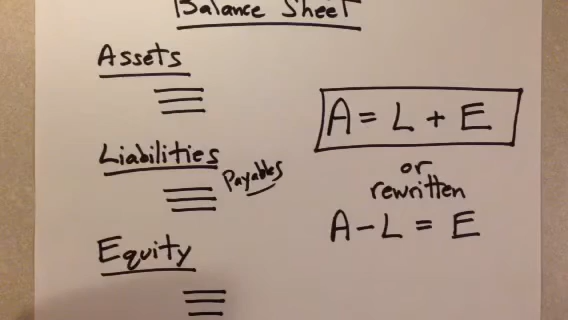 Balance Sheet
Assets
Liabilities
Payables
Equity
A = L + E
or
rewritten
A - L = E